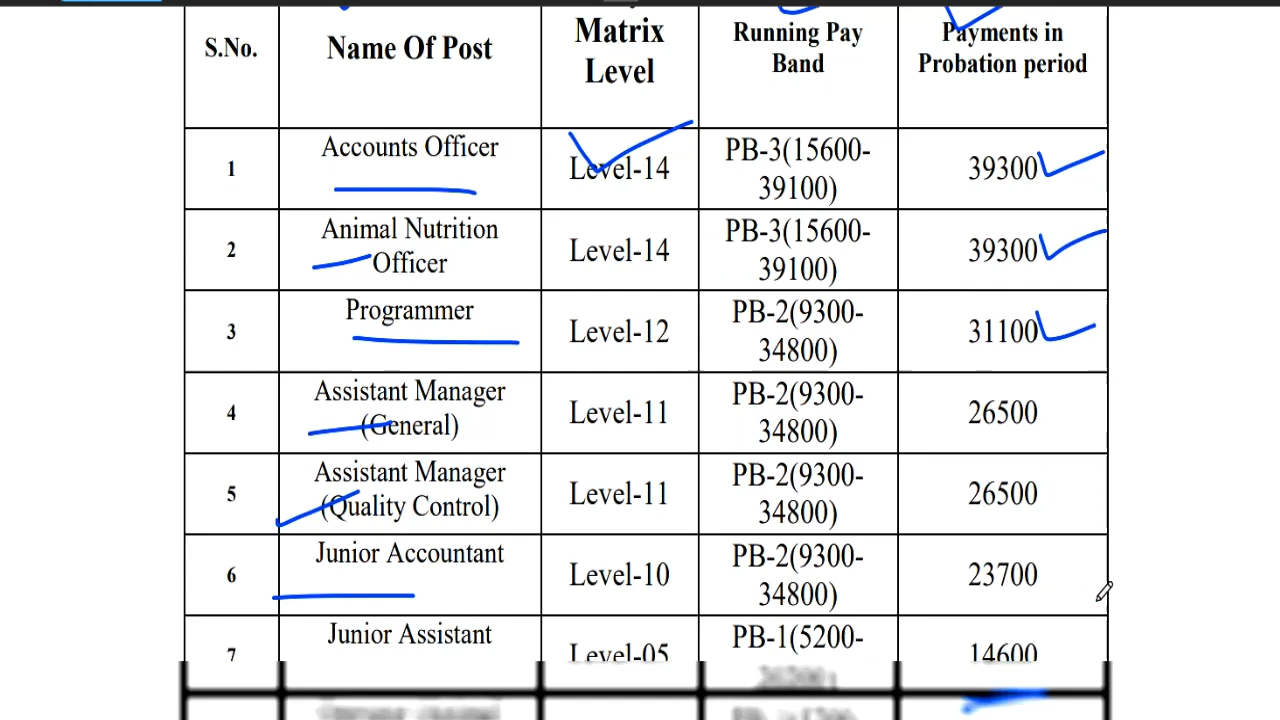 S.No.
Name Of Post
Matrix
Level
Running Pay
Band
Payments in
Probation period
1
Accounts Officer
Level-14
PB-3(15600-
39100)
39300
2
Animal Nutrition
Officer
Level-14
PB-3(15600-
39100)
39300
3
Programmer
Level-12
PB-2(9300-
34800)
31100
4
Assistant Manager
(General)
Level-11
PB-2(9300-
34800)
26500
5
Assistant Manager
(Quality Control)
Level-11
PB-2(9300-
34800)
26500
6
Junior Accountant
Level-10
PB-2(9300-
34800)
23700
7
Junior Assistant
Level-05
PB-1(5200-
14600